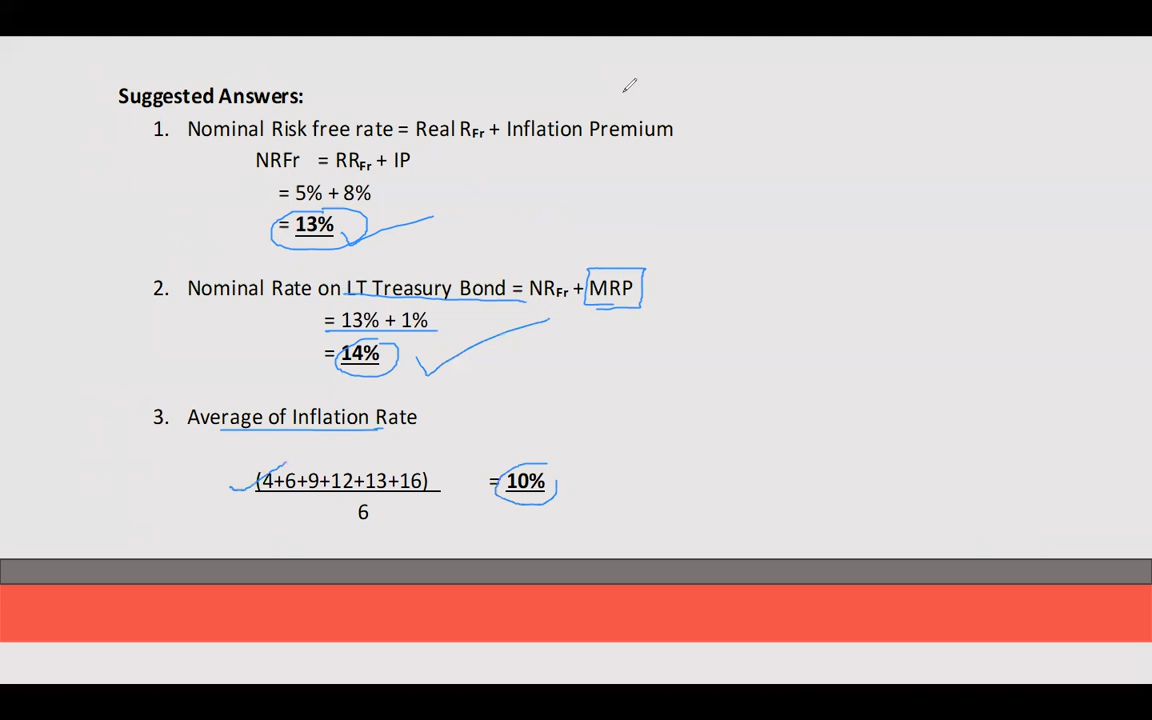 Suggested Answers:
1. Nominal Risk free rate = Real RFr + Inflation Premium
NRFr = RRFr + IP
= 5% + 8%
= 13%
2. Nominal Rate on LT Treasury Bond = NRFr + MRP
= 13% + 1%
= 14%
3. Average of Inflation Rate
(4+6+9+12+13+16) = 10%
6